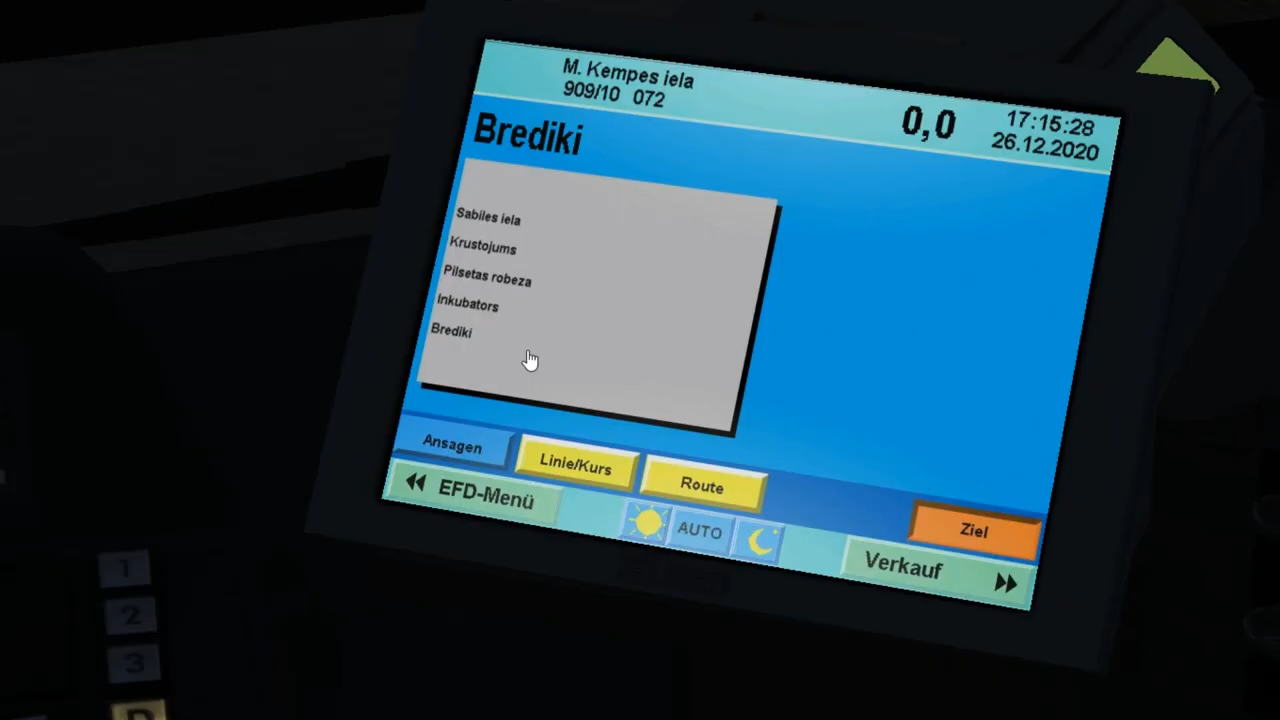 M. Kempes iela
909/10 072
0,0
17:15:28
26.12.2020
Brediki
Sabiles iela
Krustojums
Pilsetas robeza
Inkubators
Brediki
Ansagen
Linie/Kurs
Route
Ziel
EFD-Menü
AUTO
Verkauf
1
2
3
D